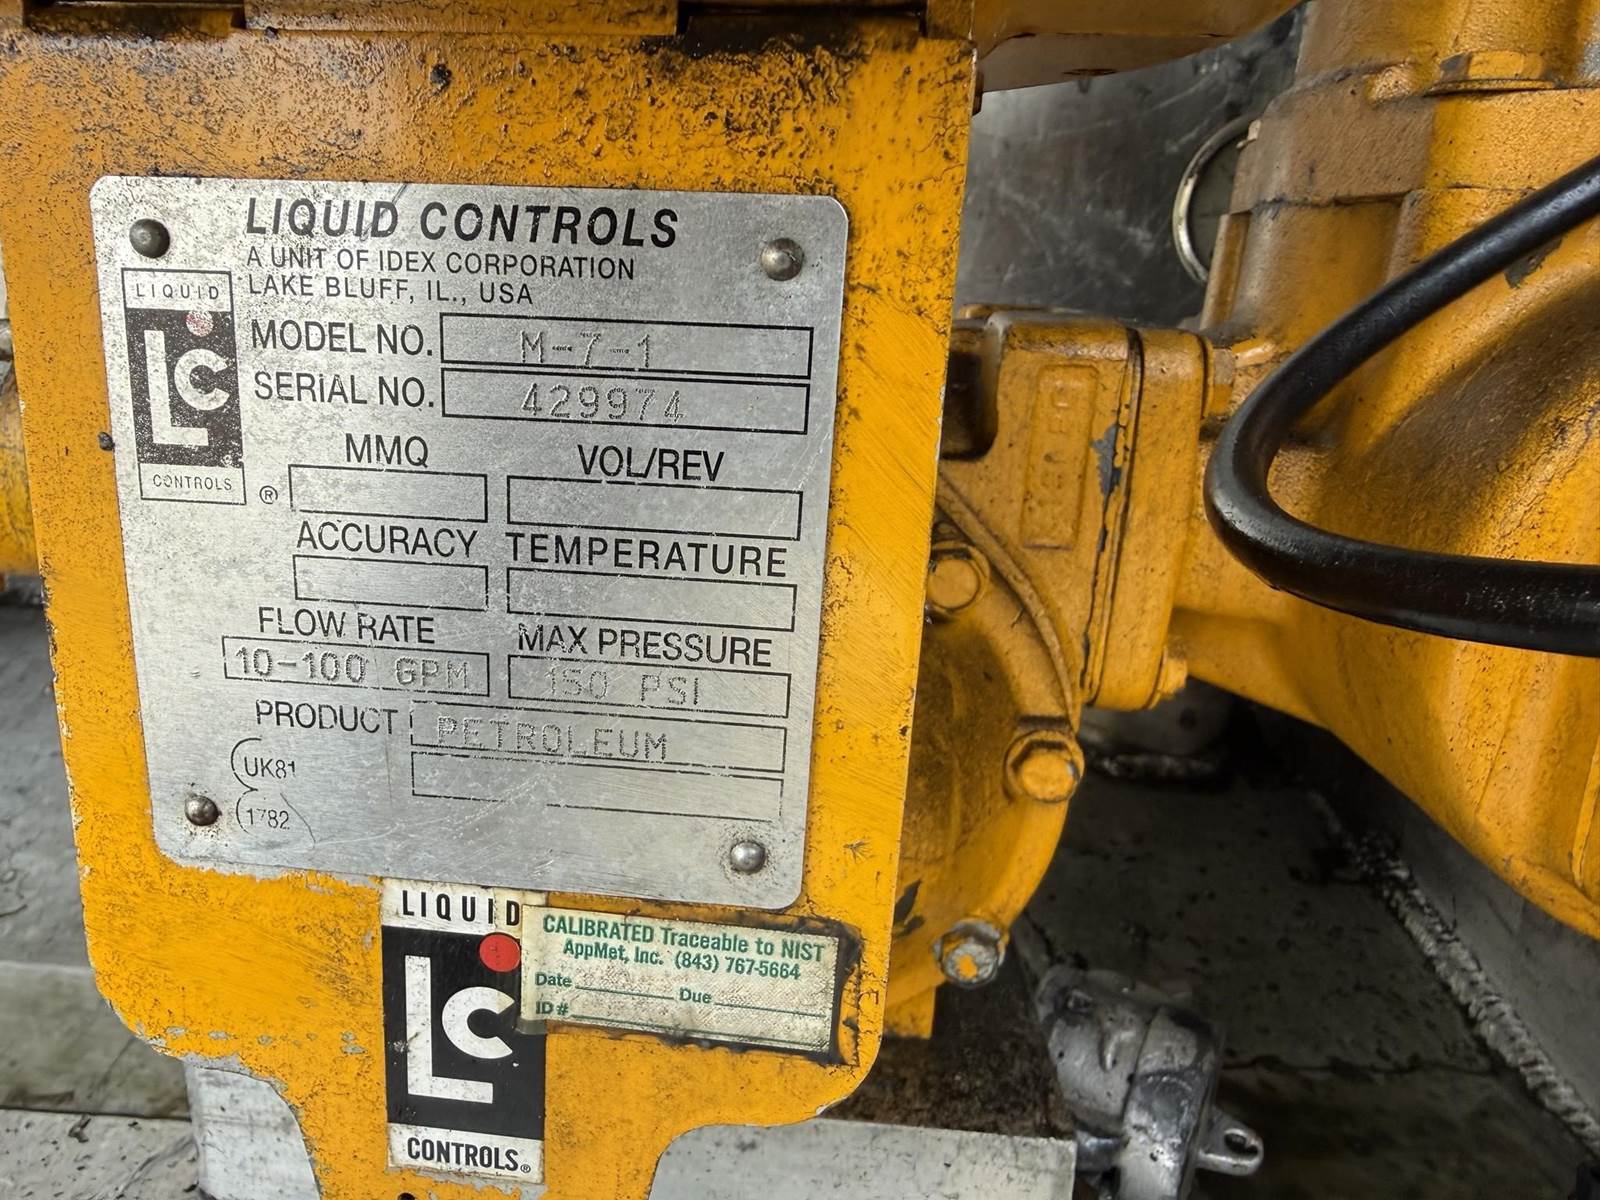 LIQUID CONTROLS
A UNIT OF IDEX CORPORATION
LAKE BLUFF, IL., USA
LIQUID
LC
CONTROLS
®
MODEL NO. M-7-1
SERIAL NO. 429974
MMQ VOL/REV
ACCURACY TEMPERATURE
FLOW RATE MAX PRESSURE
10-100 GPM 150 PSI
PRODUCT PETROLEUM
UK81
1782
LIQUID
LC
CONTROLS®
CALIBRATED Traceable to NIST
AppMet, Inc. (843) 767-5664
Date Due
ID #